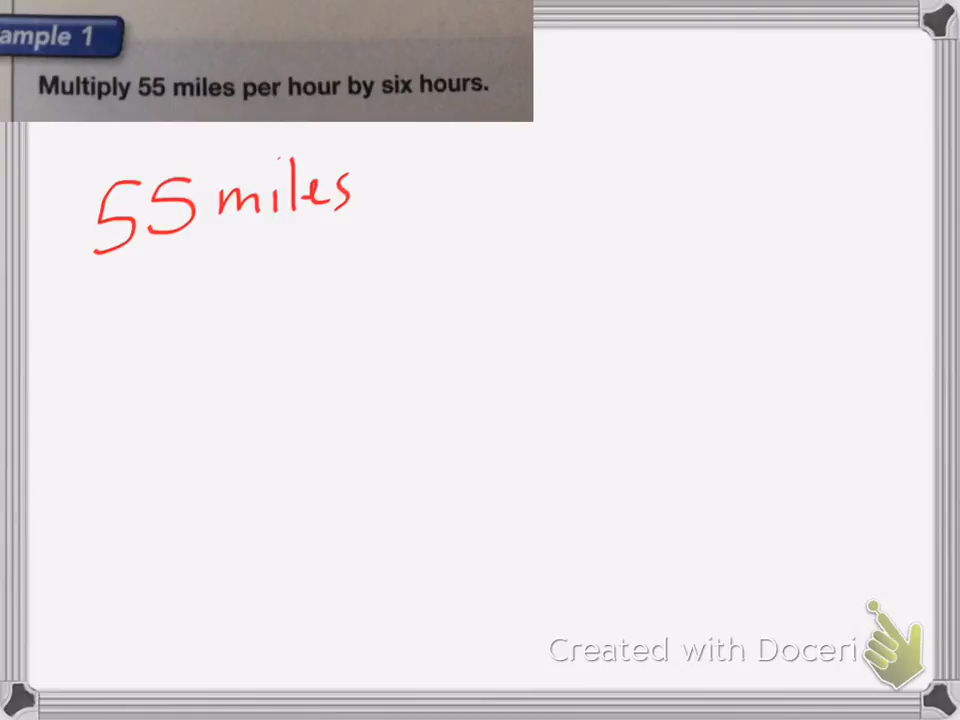 ample 1
Multiply 55 miles per hour by six hours.
55 miles
Created with Doceri